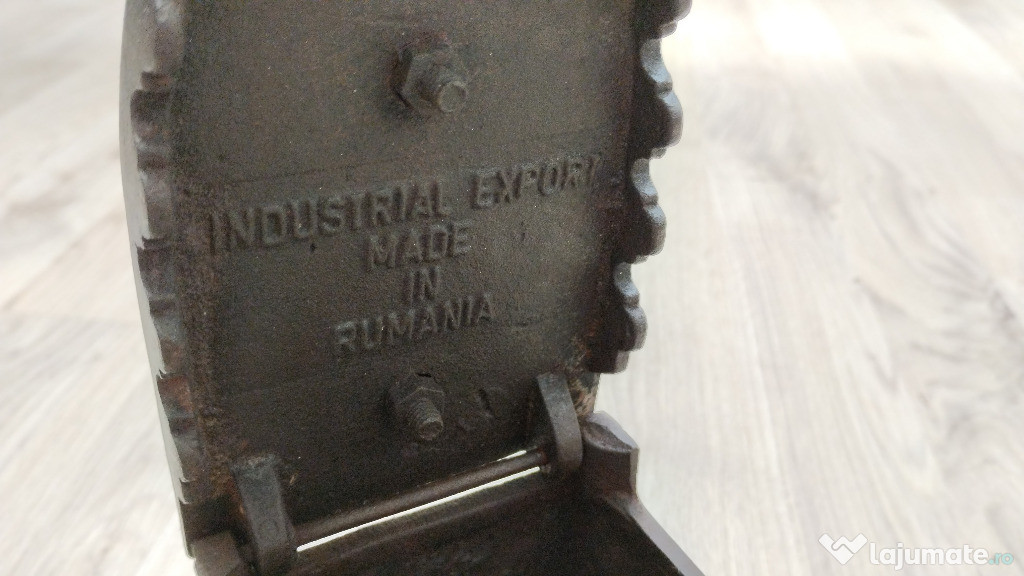 INDUSTRIAL EXPORT
MADE
IN
RUMANIA
lajumate.ro